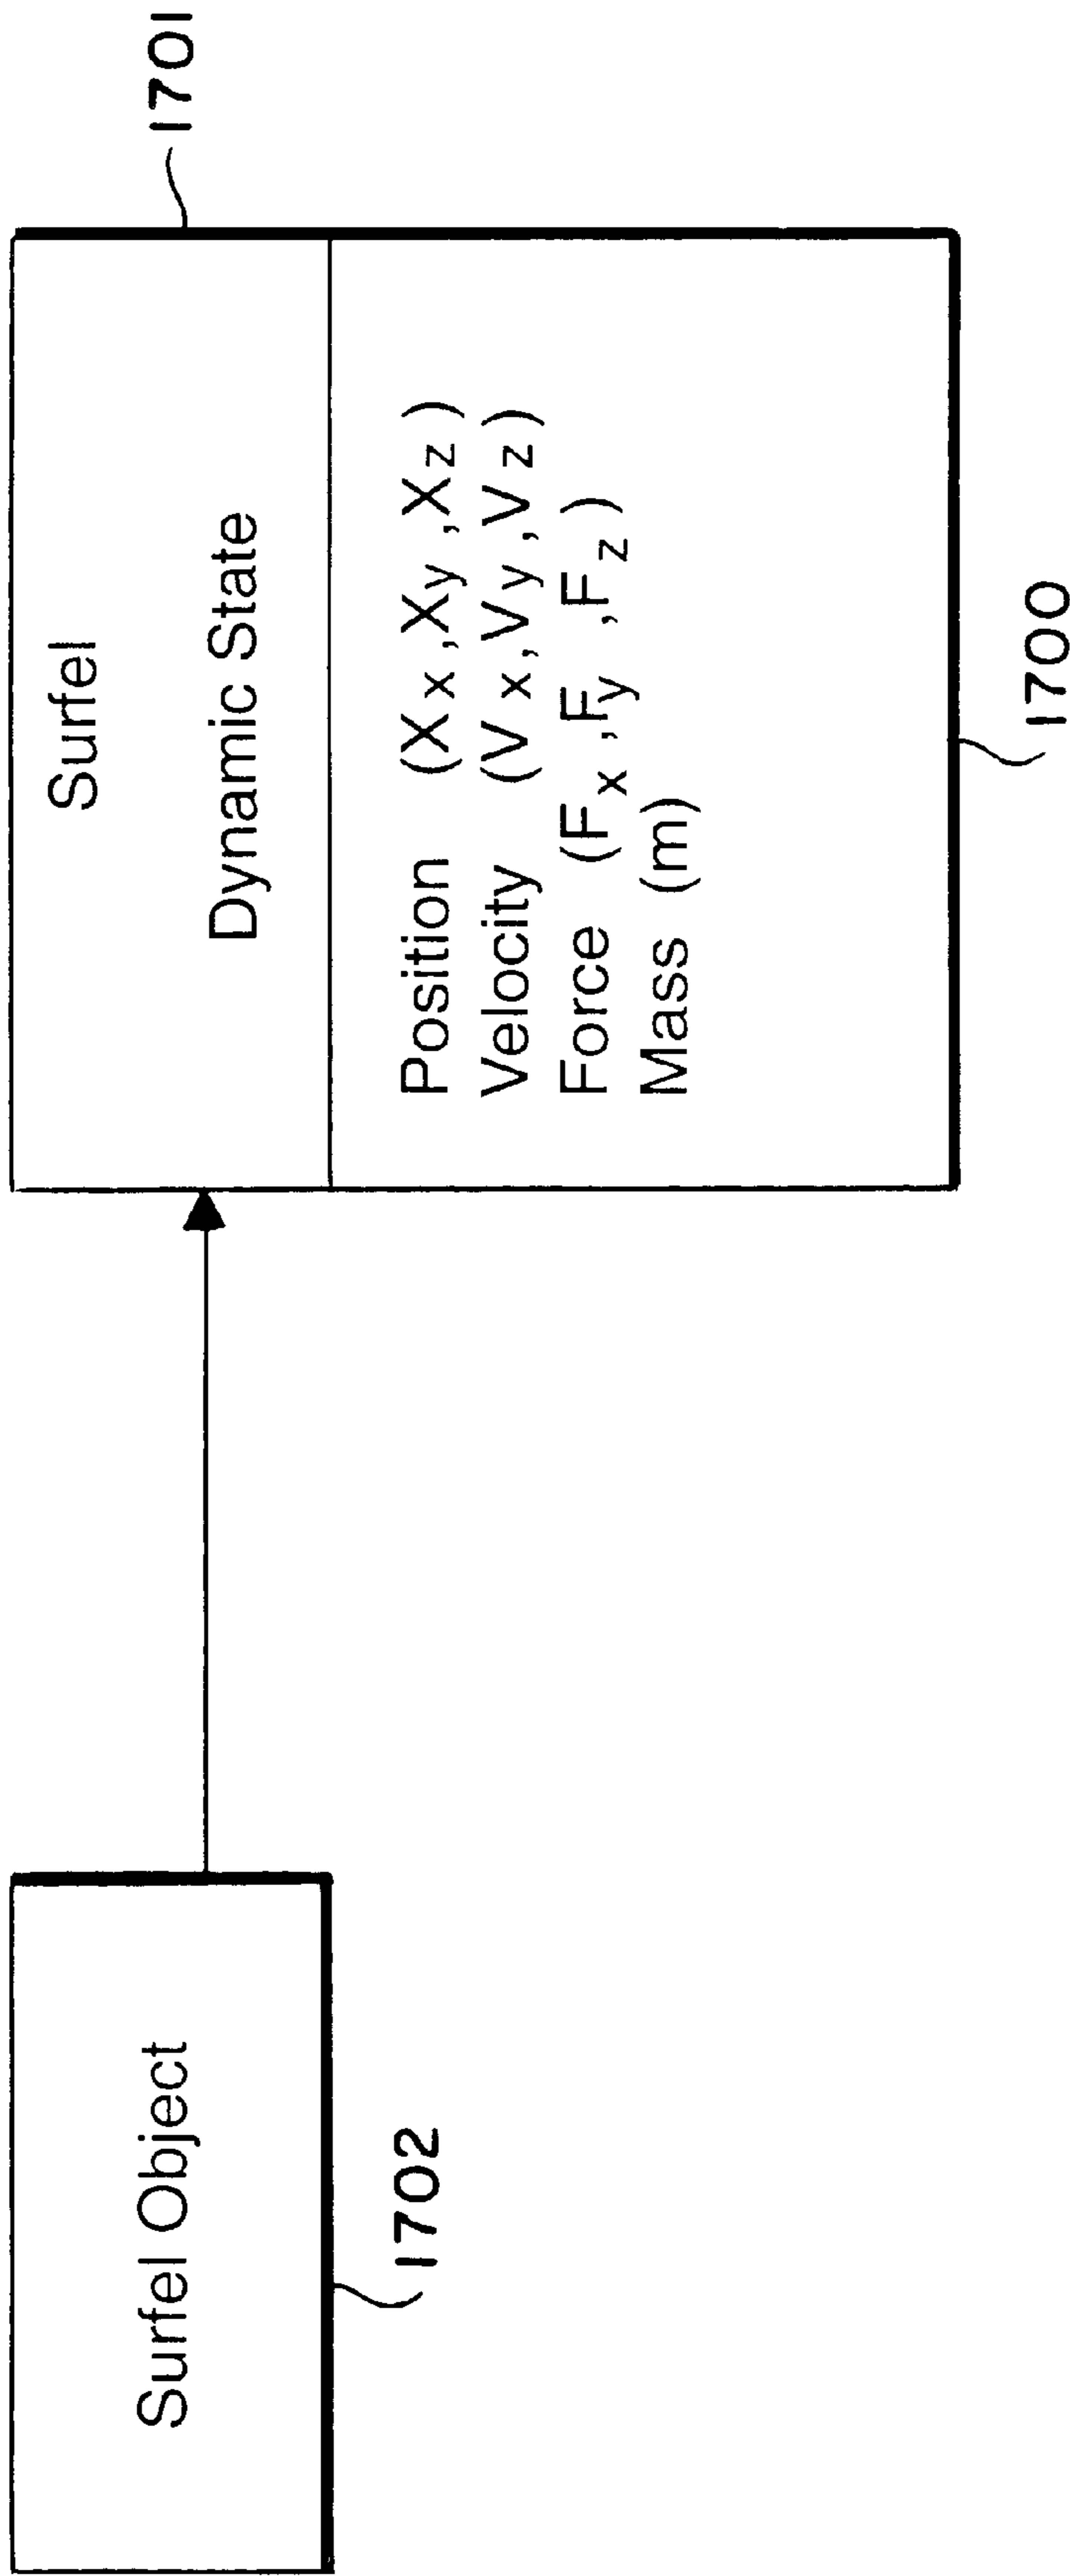 Surfel Object
1702
Surfel
Dynamic State
1701
Position (Xx,Xy,Xz)
Velocity (Vx,Vy,Vz)
Force (Fx,Fy,Fz)
Mass (m)
1700